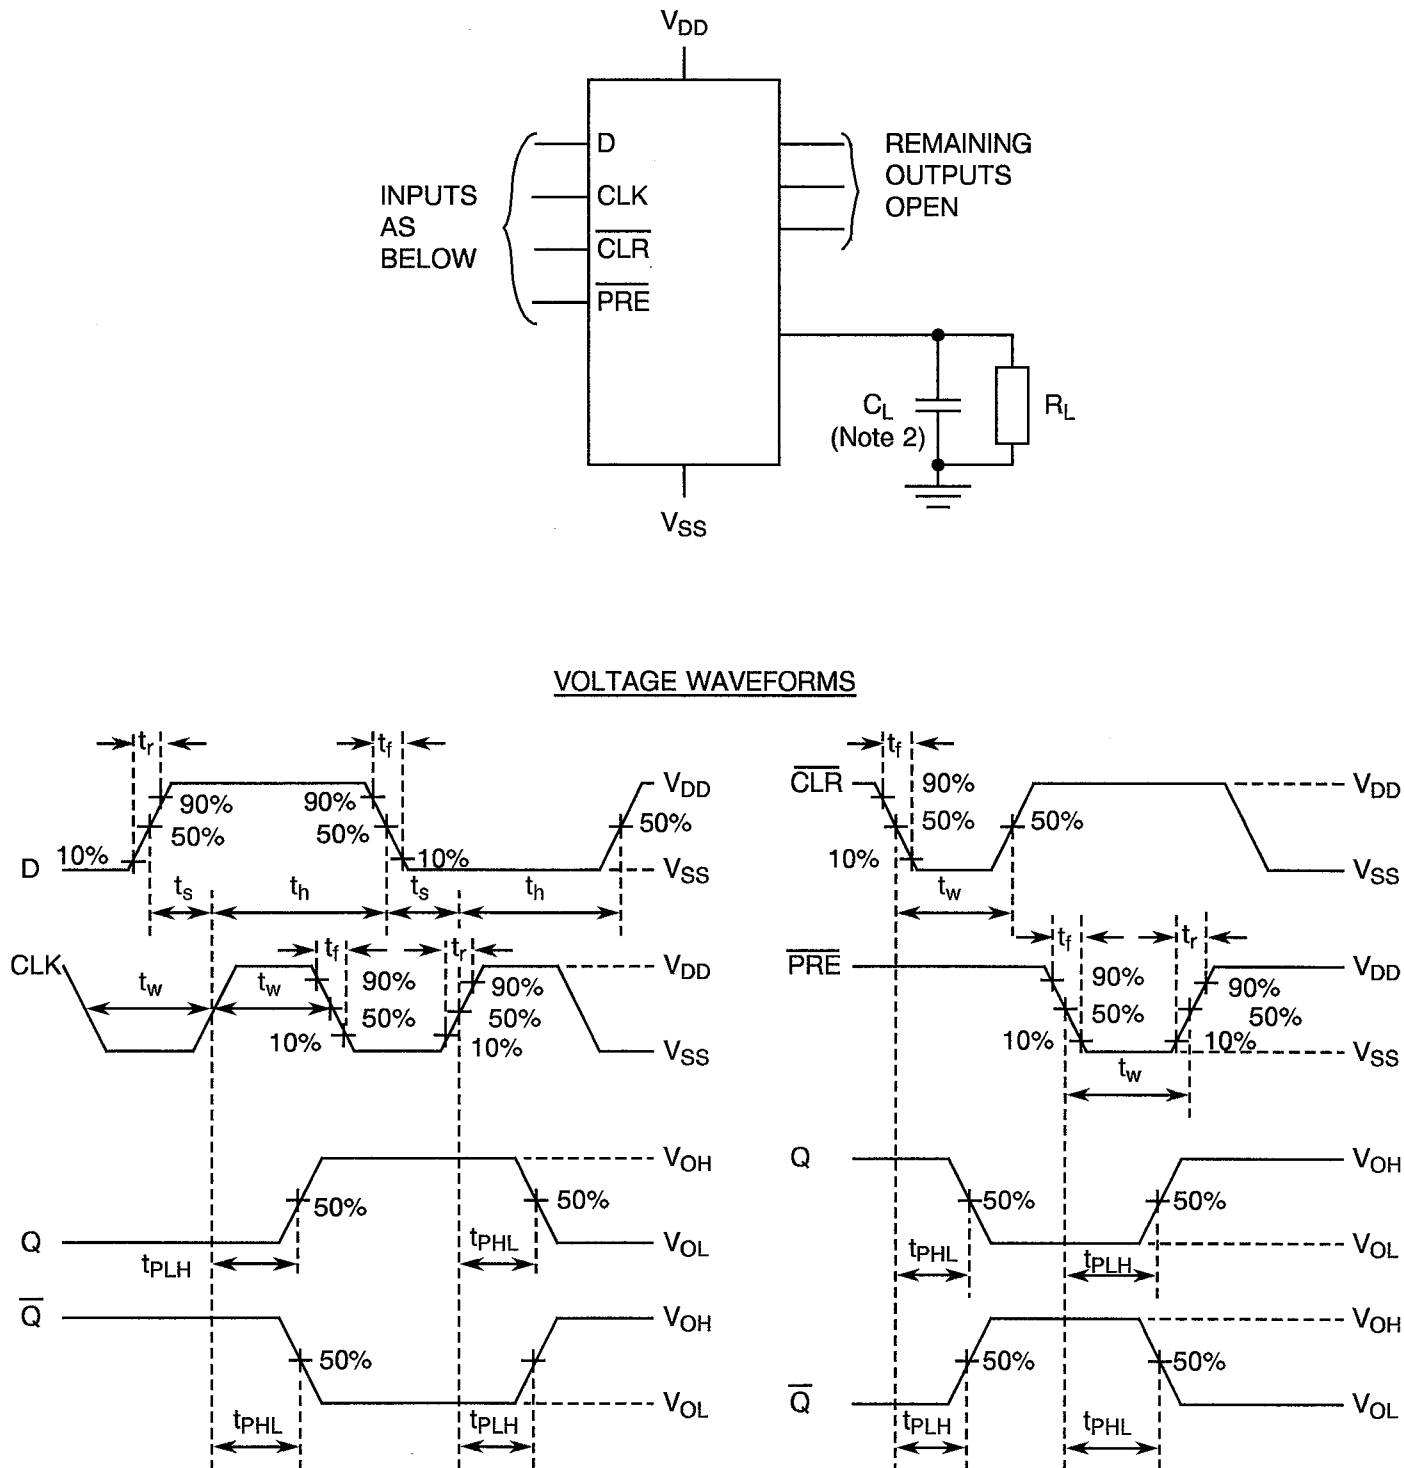 VDD
D
CLK
CLR
PRE
INPUTS
AS
BELOW
REMAINING
OUTPUTS
OPEN
CL
(Note 2)
RL
VSS
VOLTAGE WAVEFORMS
tr
tf
VDD
90%
90%
50%
50%
50%
10%
10%
D
VSS
ts
th
ts
th
tf
tr
CLK
VDD
tw
tw
90%
90%
50%
50%
10%
10%
VSS
VOH
50%
50%
Q
VOL
tPLH
tPHL
Q
VOH
50%
VOL
tPHL
tPLH
tf
CLR
90%
VDD
50%
50%
10%
VSS
tw
tf
tr
PRE
VDD
90%
90%
50%
50%
10%
10%
VSS
tw
Q
VOH
50%
50%
VOL
tPHL
tPLH
VOH
50%
50%
Q
VOL
tPLH
tPHL